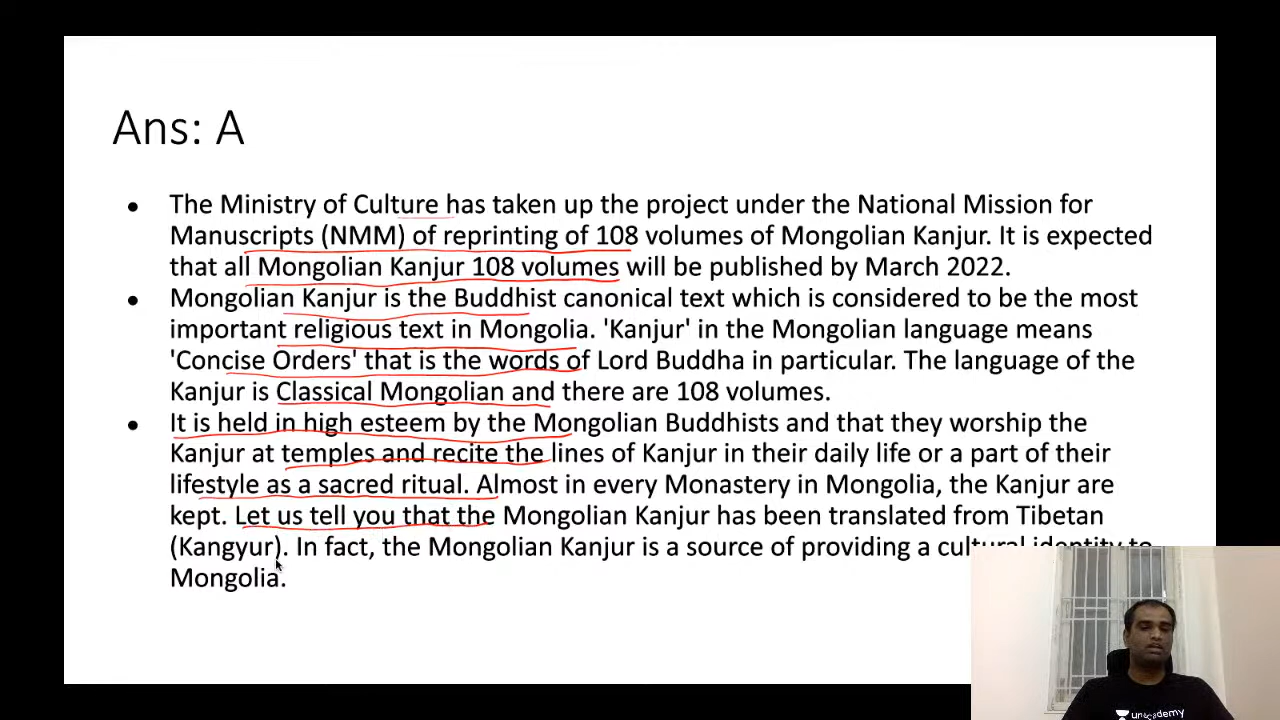 Ans: A
• The Ministry of Culture has taken up the project under the National Mission for
Manuscripts (NMM) of reprinting of 108 volumes of Mongolian Kanjur. It is expected
that all Mongolian Kanjur 108 volumes will be published by March 2022.
• Mongolian Kanjur is the Buddhist canonical text which is considered to be the most
important religious text in Mongolia. 'Kanjur' in the Mongolian language means
'Concise Orders' that is the words of Lord Buddha in particular. The language of the
Kanjur is Classical Mongolian and there are 108 volumes.
• It is held in high esteem by the Mongolian Buddhists and that they worship the
Kanjur at temples and recite the lines of Kanjur in their daily life or a part of their
lifestyle as a sacred ritual. Almost in every Monastery in Mongolia, the Kanjur are
kept. Let us tell you that the Mongolian Kanjur has been translated from Tibetan
(Kangyur). In fact, the Mongolian Kanjur is a source of providing a cultural identity to
Mongolia.
unacademy